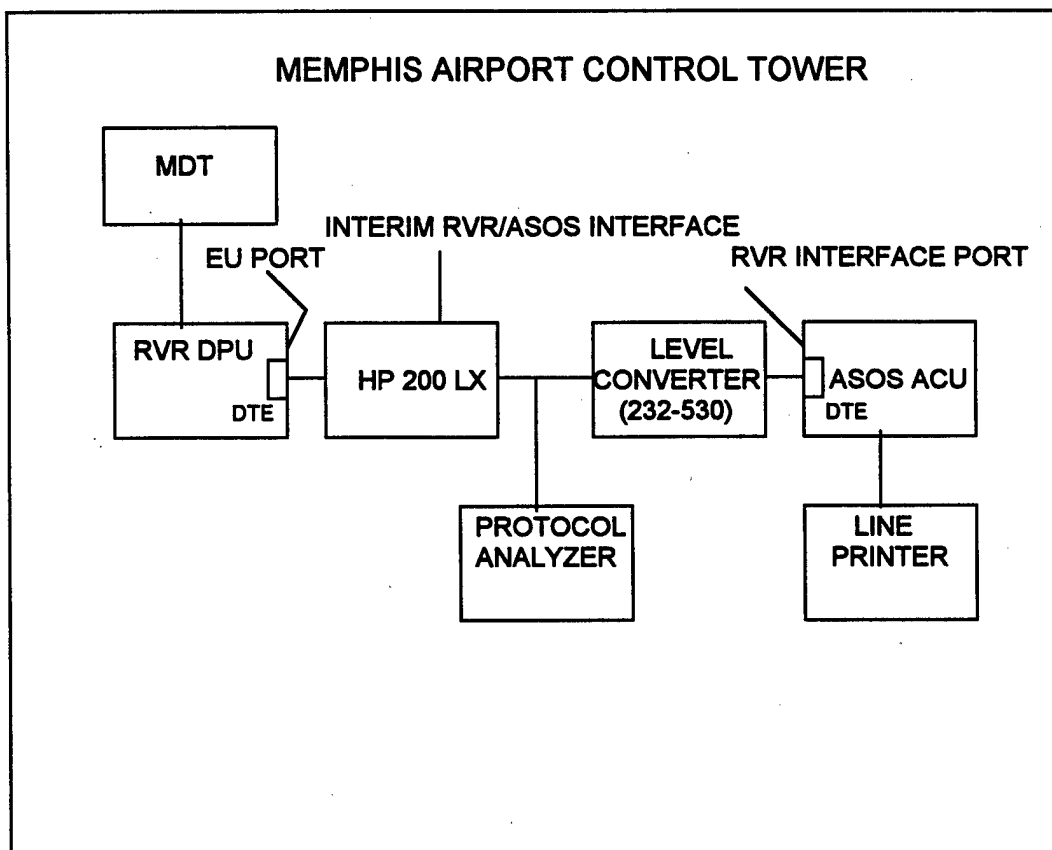 MEMPHIS AIRPORT CONTROL TOWER
MDT
INTERIM RVR/ASOS INTERFACE
EU PORT
RVR INTERFACE PORT
RVR DPU
DTE
HP 200 LX
LEVEL
CONVERTER
(232-530)
ASOS ACU
DTE
PROTOCOL
ANALYZER
LINE
PRINTER